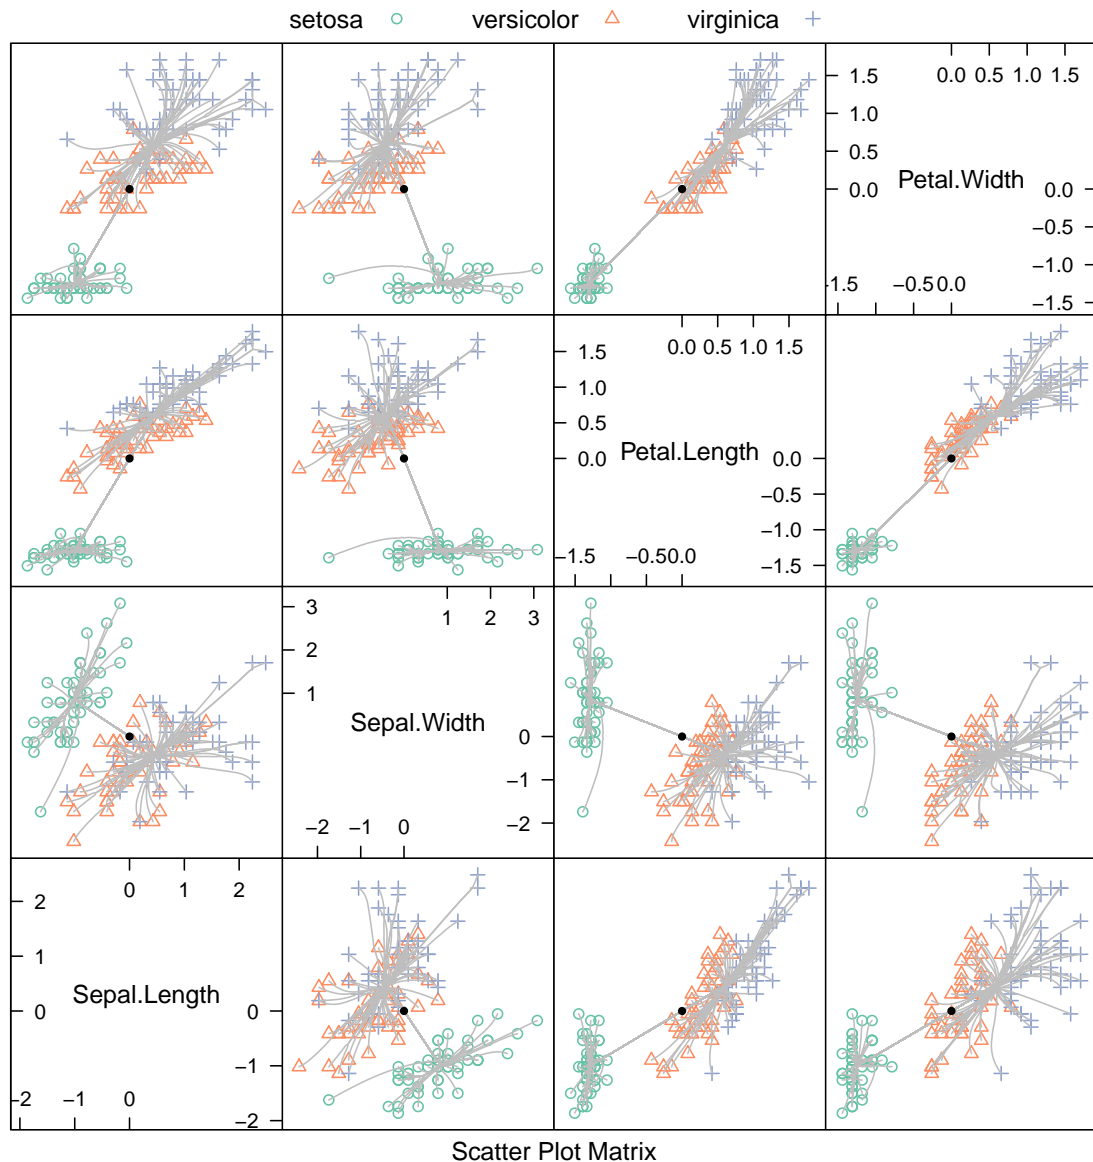 setosa versicolor virginica
0.0 0.5 1.0 1.5
1.5
1.0
0.5
0.0 Petal.Width 0.0
−0.5
−1.0
−1.5
−1.5 −0.50.0
0.0 0.5 1.0 1.5
1.5
1.0
0.5
0.0 Petal.Length 0.0
−0.5
−1.0
−1.5
−1.5 −0.50.0
1 2 3
3
2
1
Sepal.Width
0
−1
−2
−2 −1 0
0 1 2
2
1
0 Sepal.Length 0
−1
−2
−2 −1 0
Scatter Plot Matrix